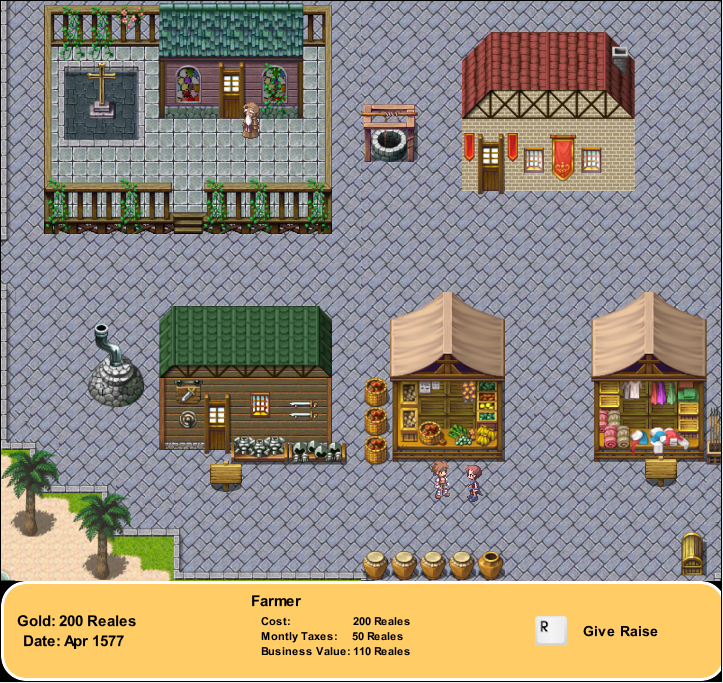 Farmer
Gold: 200 Reales
Date: Apr 1577
Cost: 200 Reales
Montly Taxes: 50 Reales
Business Value: 110 Reales
R
Give Raise